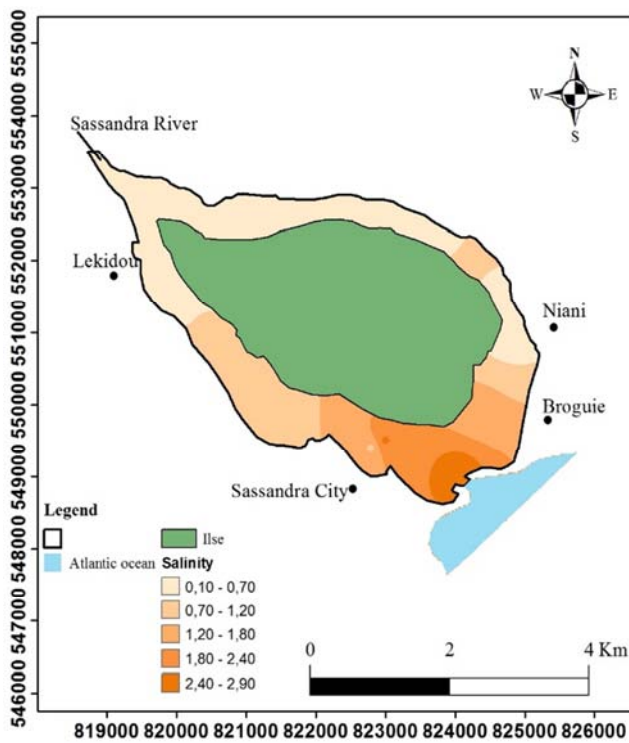 555000
554000
553000
552000
551000
550000
549000
548000
547000
546000
N
W E
S
Sassandra River
Lekidou
Niani
Broguie
Sassandra City
Legend
Ilse
Atlantic ocean
Salinity
0,10 - 0,70
0,70 - 1,20
1,20 - 1,80
1,80 - 2,40
2,40 - 2,90
0 2 4 Km
819000 820000 821000 822000 823000 824000 825000 826000